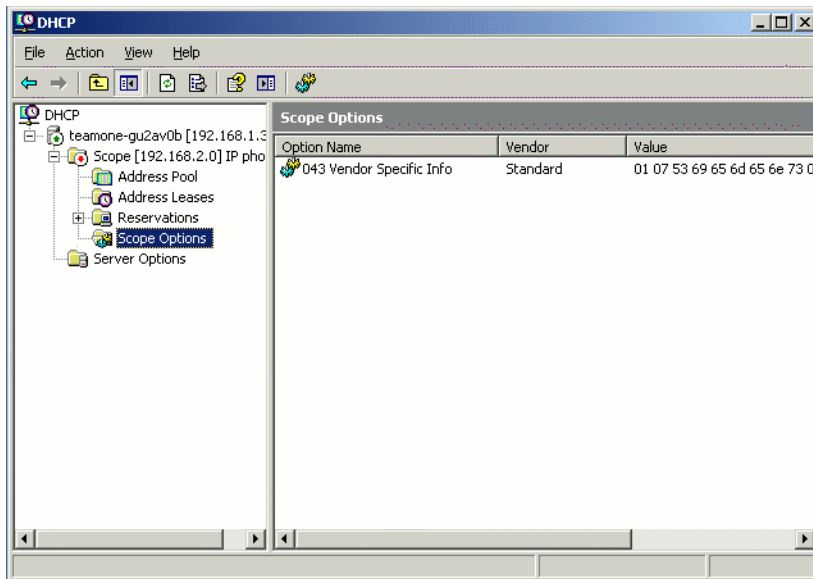 DHCP
File Action View Help
DHCP
Scope Options
teamone-gu2av0b [192.168.1.3
Scope [192.168.2.0] IP pho
Address Pool
Address Leases
Reservations
Scope Options
Server Options
Option Name Vendor Value
043 Vendor Specific Info Standard 01 07 53 69 65 6d 65 6e 73 0